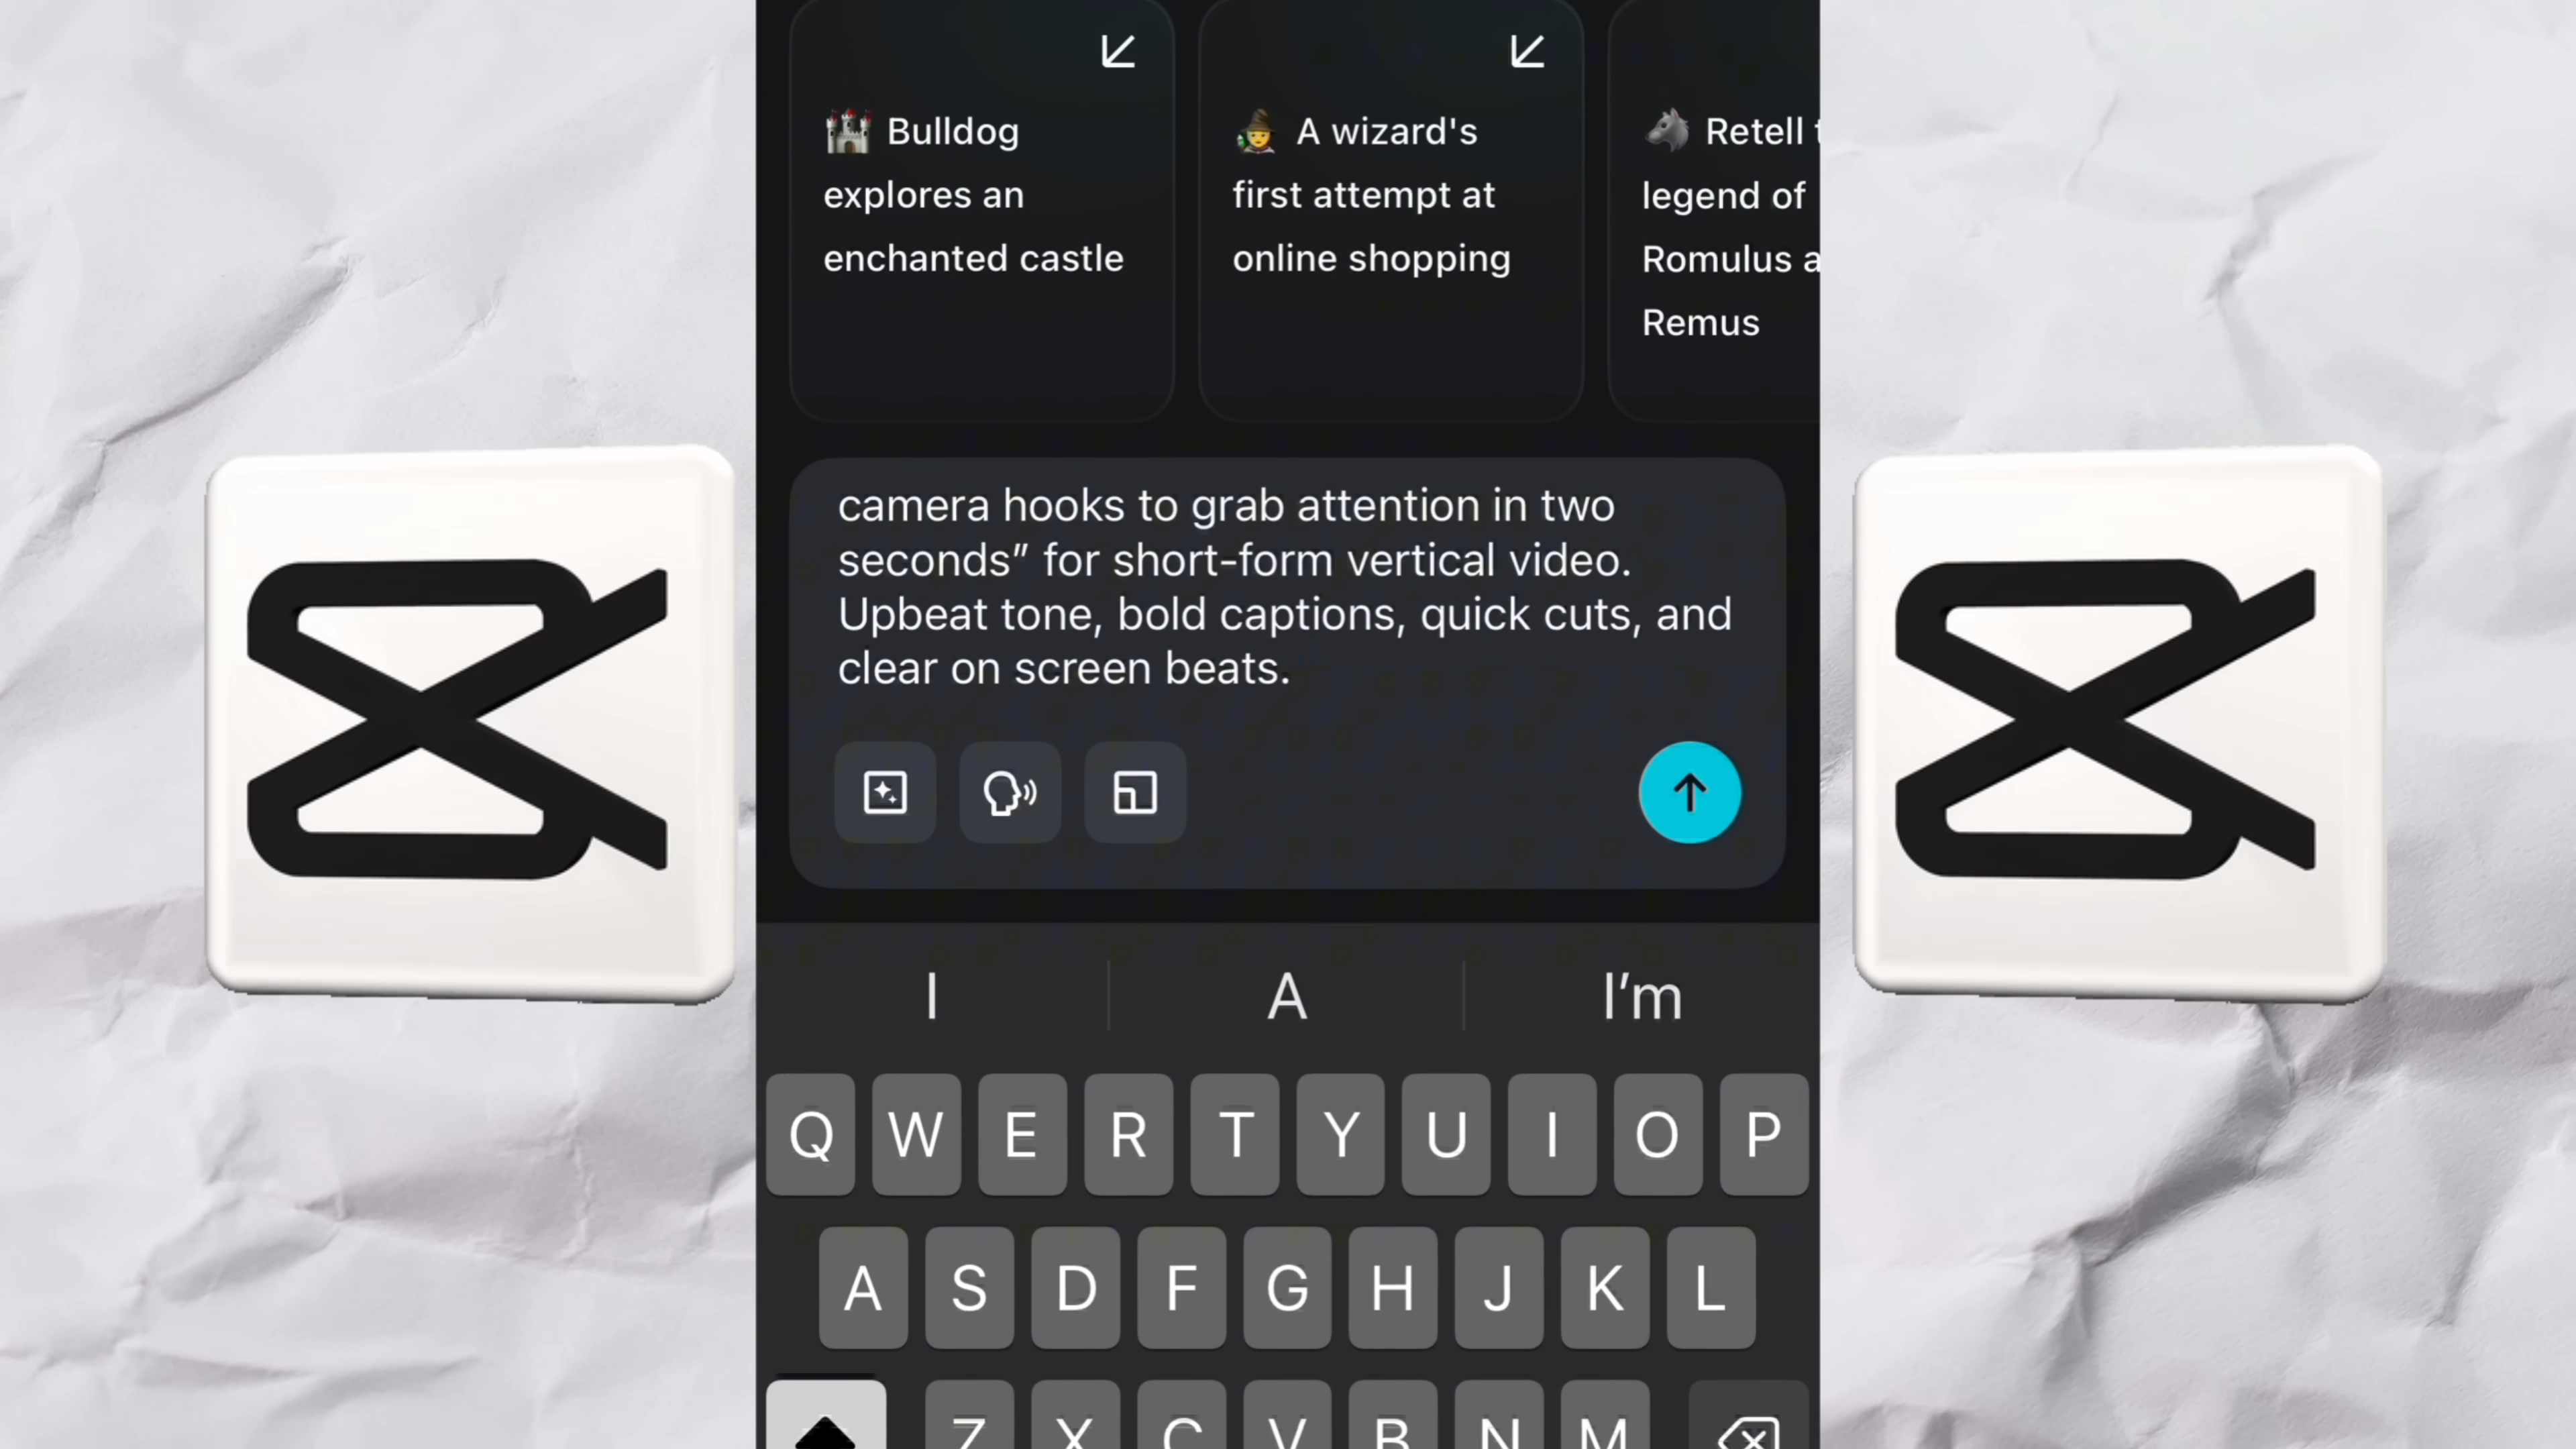 Bulldog
explores an
enchanted castle
A wizard's
first attempt at
online shopping
Retell
legend of
Romulus
Remus
camera hooks to grab attention in two
seconds” for short-form vertical video.
Upbeat tone, bold captions, quick cuts, and
clear on screen beats.
I A I’m
Q W E R T Y U I O P
A S D F G H J K L
Z X C V B N M